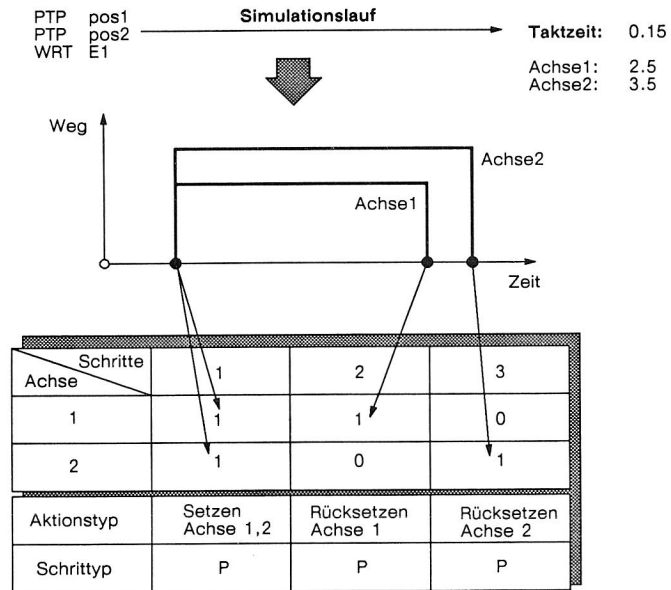 PTP pos1
PTP pos2
WRT E1
Simulationslauf
Taktzeit: 0.15
Achse1: 2.5
Achse2: 3.5
Weg
Achse2
Achse1
Zeit
Schritte
Achse
1 2 3
1 1 1 0
2 1 0 1
Aktionstyp Setzen Rücksetzen Rücksetzen
Achse 1,2 Achse 1 Achse 2
Schrittyp P P P